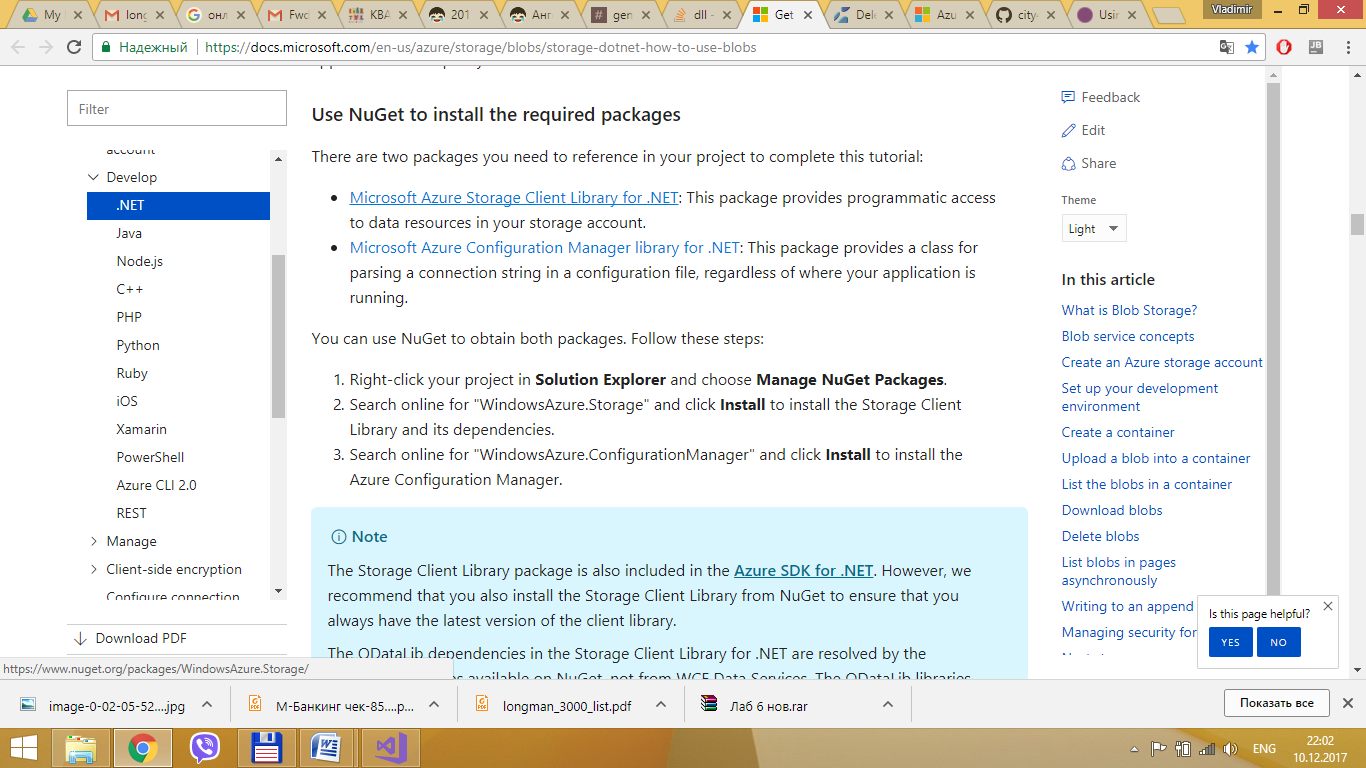 My
long
онл
Fwc
КВА
201
Анг
gen
dll -
Get
Dele
Azu
city
Usin
Vladimir
Надежный
https://docs.microsoft.com/en-us/azure/storage/blobs/storage-dotnet-how-to-use-blobs
JB
Filter
account
Develop
.NET
Java
Node.js
C++
PHP
Python
Ruby
iOS
Xamarin
PowerShell
Azure CLI 2.0
REST
Manage
Client-side encryption
Configure connection
Download PDF
Use NuGet to install the required packages
There are two packages you need to reference in your project to complete this tutorial:
Microsoft Azure Storage Client Library for .NET: This package provides programmatic access
to data resources in your storage account.
Microsoft Azure Configuration Manager library for .NET: This package provides a class for
parsing a connection string in a configuration file, regardless of where your application is
running.
You can use NuGet to obtain both packages. Follow these steps:
1. Right-click your project in Solution Explorer and choose Manage NuGet Packages.
2. Search online for "WindowsAzure.Storage" and click Install to install the Storage Client
Library and its dependencies.
3. Search online for "WindowsAzure.ConfigurationManager" and click Install to install the
Azure Configuration Manager.
Note
The Storage Client Library package is also included in the Azure SDK for .NET. However, we
recommend that you also install the Storage Client Library from NuGet to ensure that you
always have the latest version of the client library.
The ODataLib dependencies in the Storage Client Library for .NET are resolved by the
available on NuGet, not from WCF Data Services. The ODataLib libraries
Feedback
Edit
Share
Theme
Light
In this article
What is Blob Storage?
Blob service concepts
Create an Azure storage account
Set up your development
environment
Create a container
Upload a blob into a container
List the blobs in a container
Download blobs
Delete blobs
List blobs in pages
asynchronously
Writing to an append
Managing security for
Is this page helpful?
YES
NO
https://www.nuget.org/packages/WindowsAzure.Storage/
image-0-02-05-52....jpg
М-Банкинг чек-85....p...
longman_3000_list.pdf
Лаб 6 нов.rar
Показать все
ENG
22:02
10.12.2017